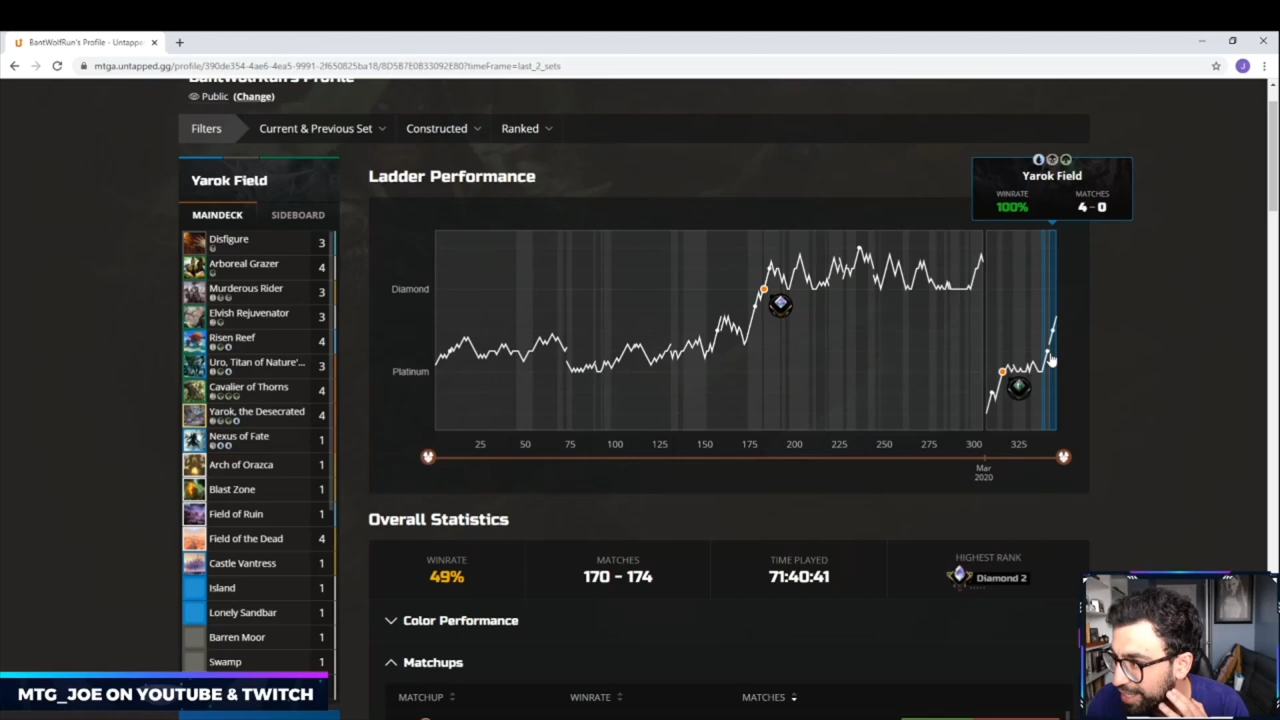 BantWolfRun's Profile - Untapped
mtga.untapped.gg/profile/390de354-4ae6-4ea5-9991-2f650825ba18/8D5B7E0B33092E80?timeFrame=last_2_sets
J
BantWolfRun's Profile
Public (Change)
Filters
Current & Previous Set
Constructed
Ranked
Yarok Field
MAINDECK
SIDEBOARD
Disfigure 3
Arboreal Grazer 4
Murderous Rider 3
Elvish Rejuvenator 3
Risen Reef 4
Uro, Titan of Nature'... 3
Cavalier of Thorns 4
Yarok, the Desecrated 4
Nexus of Fate 1
Arch of Orazca 1
Blast Zone 1
Field of Ruin 1
Field of the Dead 4
Castle Vantress 1
Island 1
Lonely Sandbar 1
Barren Moor 1
Swamp 1
Ladder Performance
Yarok Field
WINRATE MATCHES
100% 4 - 0
Diamond
Platinum
25 50 75 100 125 150 175 200 225 250 275 300 325
Mar
2020
Overall Statistics
WINRATE
49%
MATCHES
170 - 174
TIME PLAYED
71:40:41
HIGHEST RANK
Diamond 2
Color Performance
Matchups
MATCHUP WINRATE MATCHES
MTG_JOE ON YOUTUBE & TWITCH